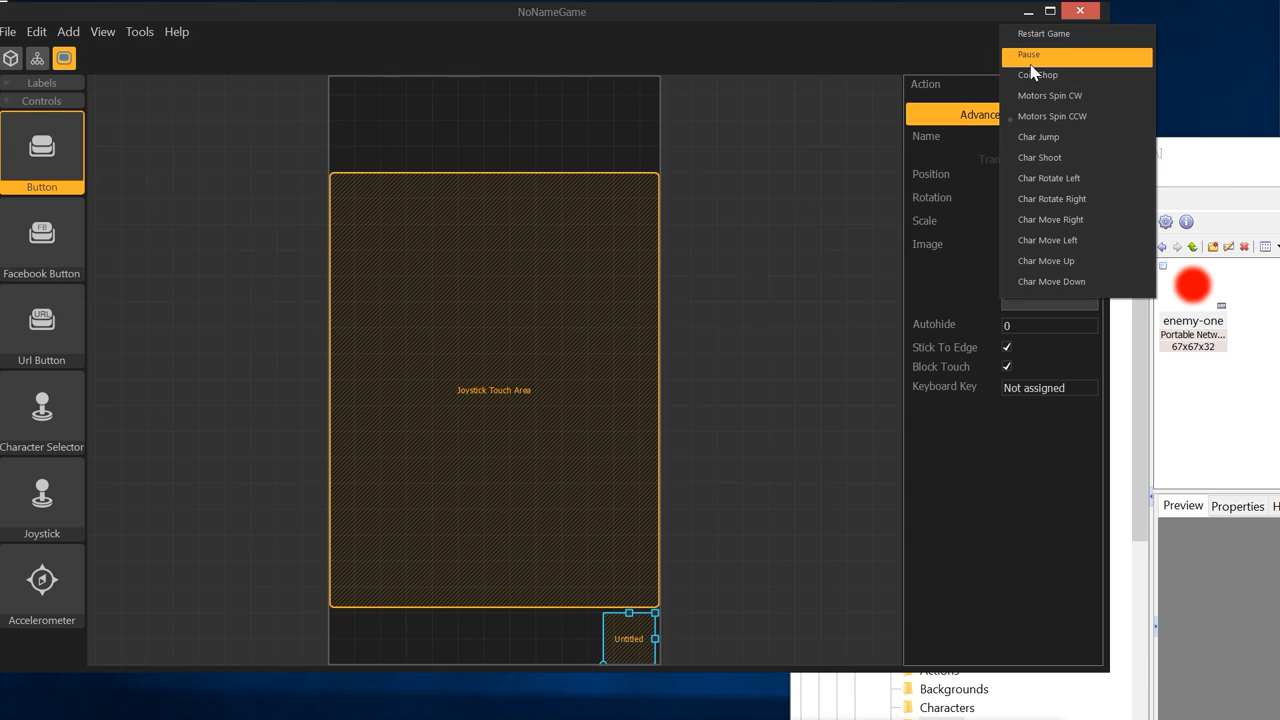 NoNameGame
File Edit Add View Tools Help
Labels
Controls
Button
FB
Facebook Button
URL
Url Button
Character Selector
Joystick
Accelerometer
Joystick Touch Area
Untitled
Action
Name
Position
Rotation
Scale
Image
Autohide 0
Stick To Edge
Block Touch
Keyboard Key Not assigned
Restart Game
Pause
Motors Spin CW
Motors Spin CCW
Char Jump
Char Shoot
Char Rotate Left
Char Rotate Right
Char Move Right
Char Move Left
Char Move Up
Char Move Down
enemy-one
Portable Netw...
67x67x32
Preview Properties H
Actions
Backgrounds
Characters